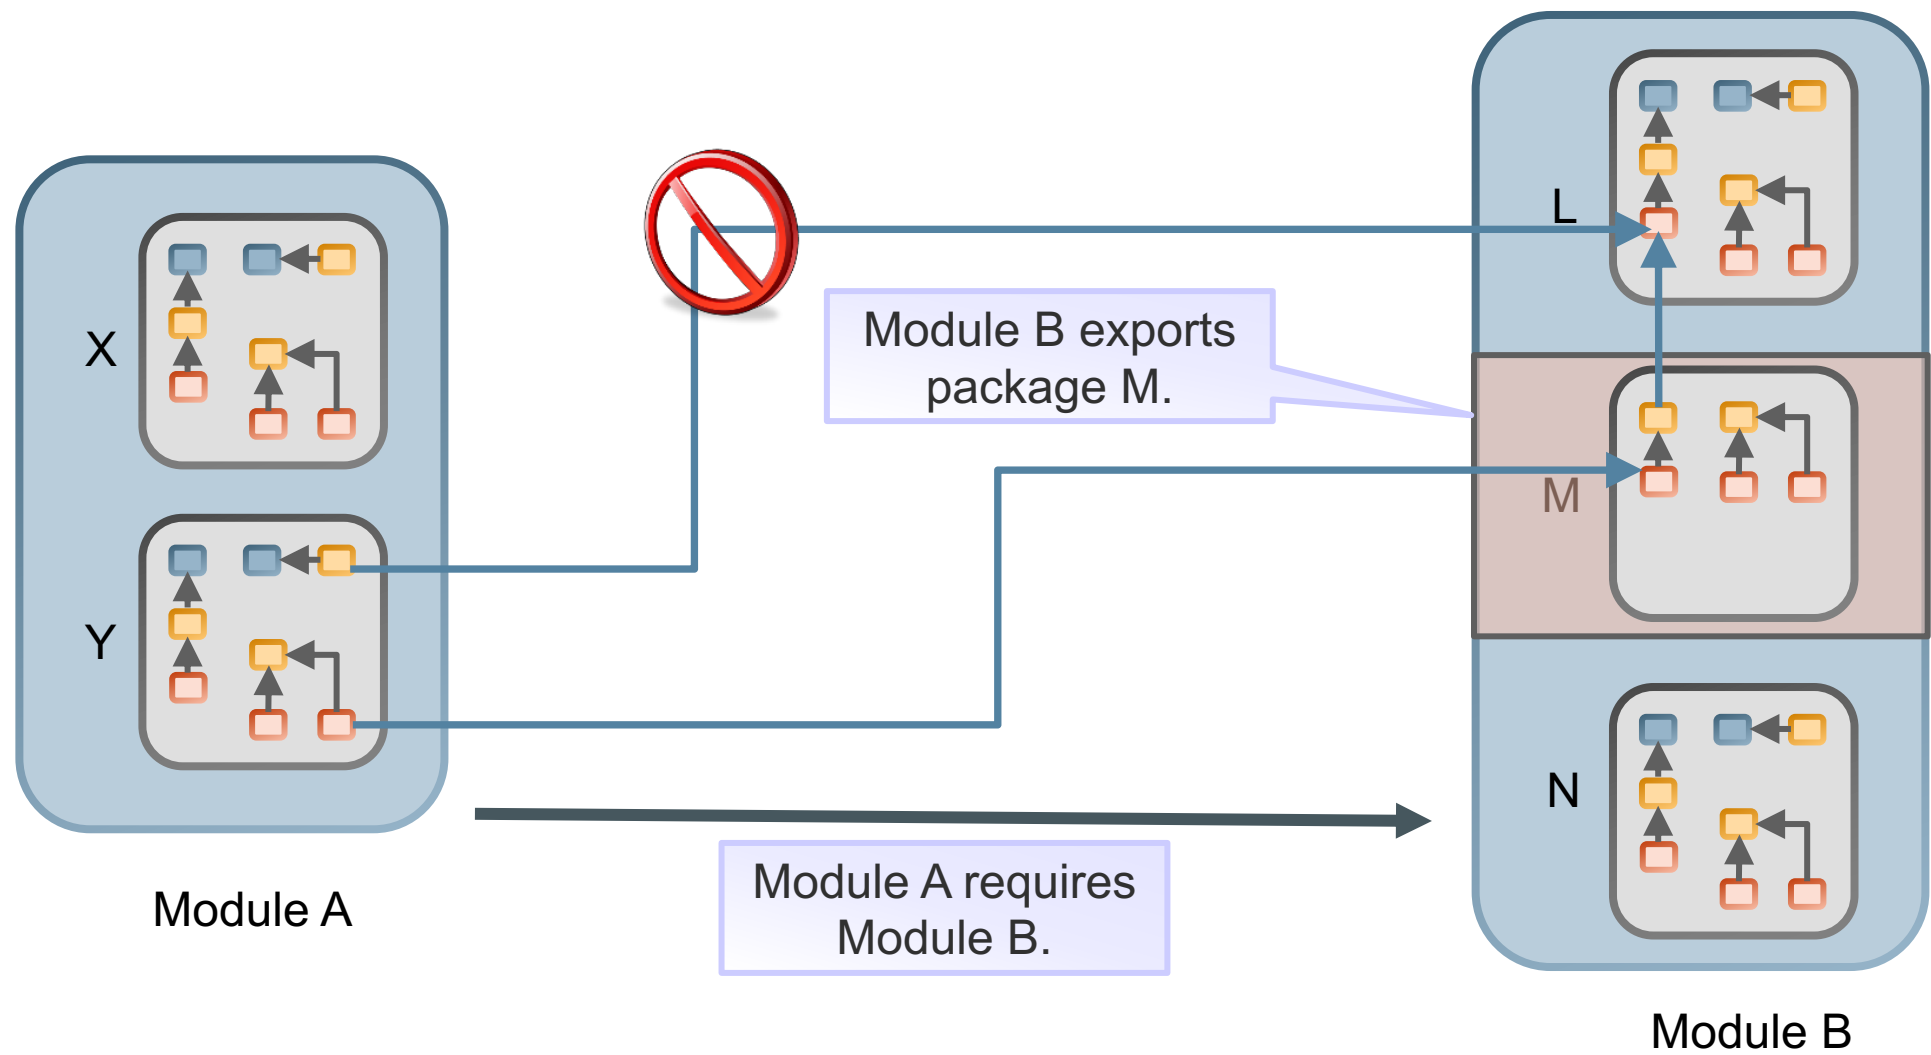 L
Module B exports
package M.
X
M
Y
N
Module A requires
Module B.
Module A
Module B